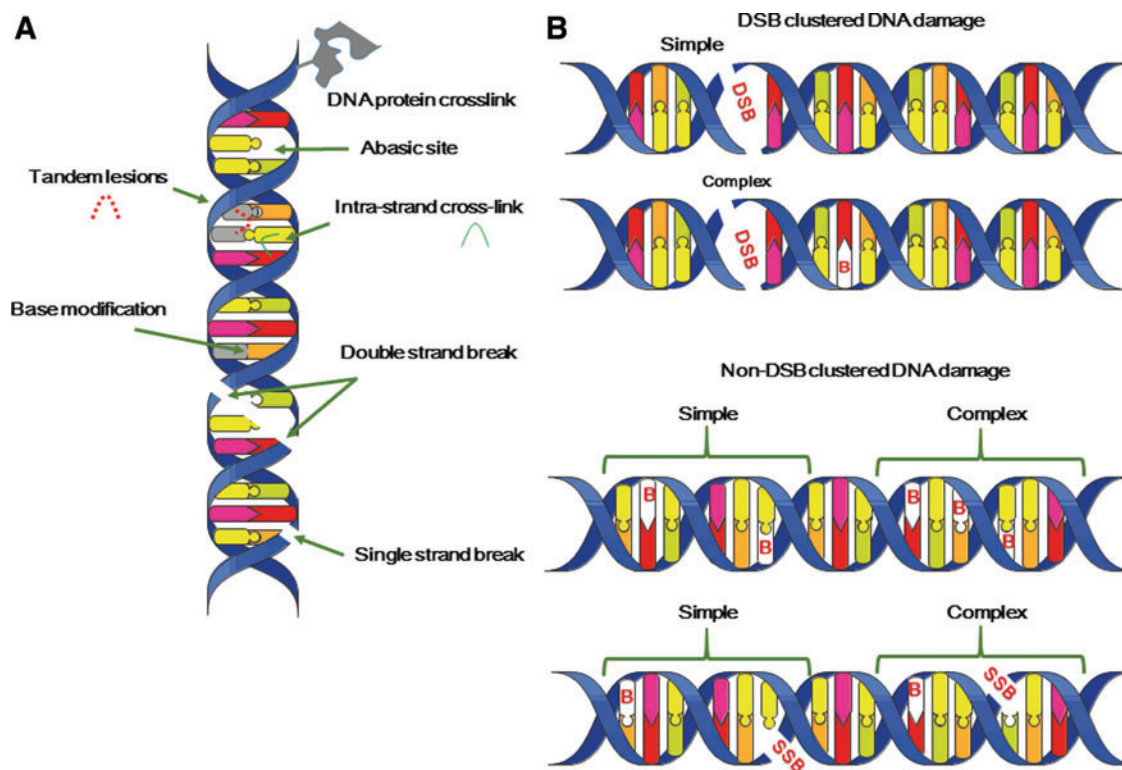 A
DNA protein crosslink
Abasic site
Tandem lesions
Intra-strand cross-link
Base modification
Double strand break
Single strand break
B
DSB clustered DNA damage
Simple
DSB
Complex
DSB
B
Non-DSB clustered DNA damage
Simple
Complex
B
B
B
B
B
Simple
Complex
B
SSB
B
SSB